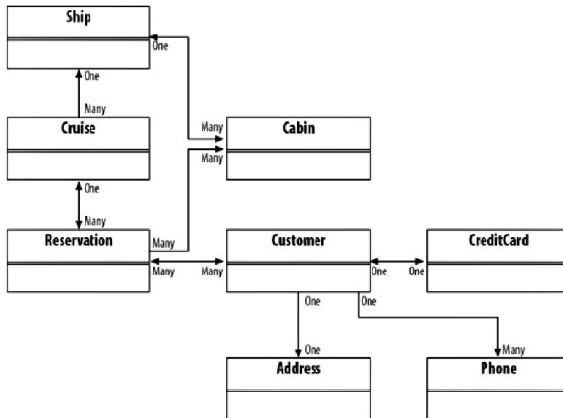 Ship
One
One
Many
Cruise
Many
Cabin
Many
One
Many
Reservation
Many
Customer
CreditCard
Many
Many
One
One
One
One
One
Many
Address
Phone